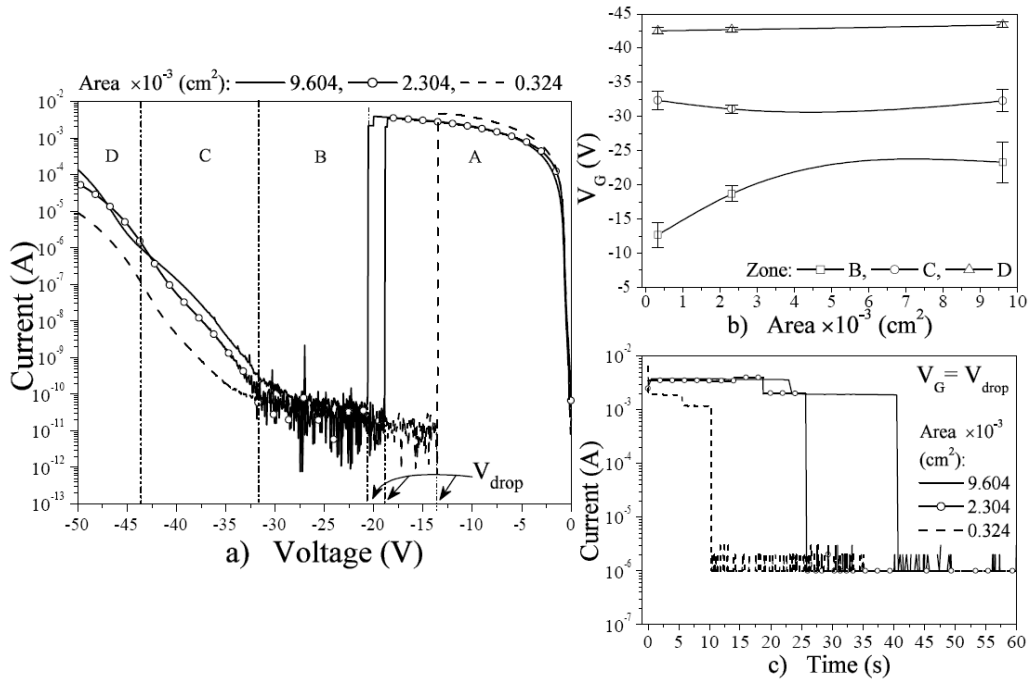 Area ×10⁻³ (cm²): 9.604, 2.304, 0.324
10⁻²
10⁻³
10⁻⁴
10⁻⁵
10⁻⁶
10⁻⁷
10⁻⁸
10⁻⁹
10⁻¹⁰
10⁻¹¹
10⁻¹²
10⁻¹³
Current (A)
D C B A
V_drop
-50 -45 -40 -35 -30 -25 -20 -15 -10 -5 0
a) Voltage (V)
-45
-40
-35
-30
-25
-20
-15
-10
-5
V_G (V)
Zone: B, C, D
0 1 2 3 4 5 6 7 8 9 10
b) Area ×10⁻³ (cm²)
10⁻²
10⁻³
10⁻⁴
10⁻⁵
10⁻⁶
10⁻⁷
Current (A)
V_G = V_drop
Area ×10⁻³
(cm²):
9.604
2.304
0.324
0 5 10 15 20 25 30 35 40 45 50 55 60
c) Time (s)